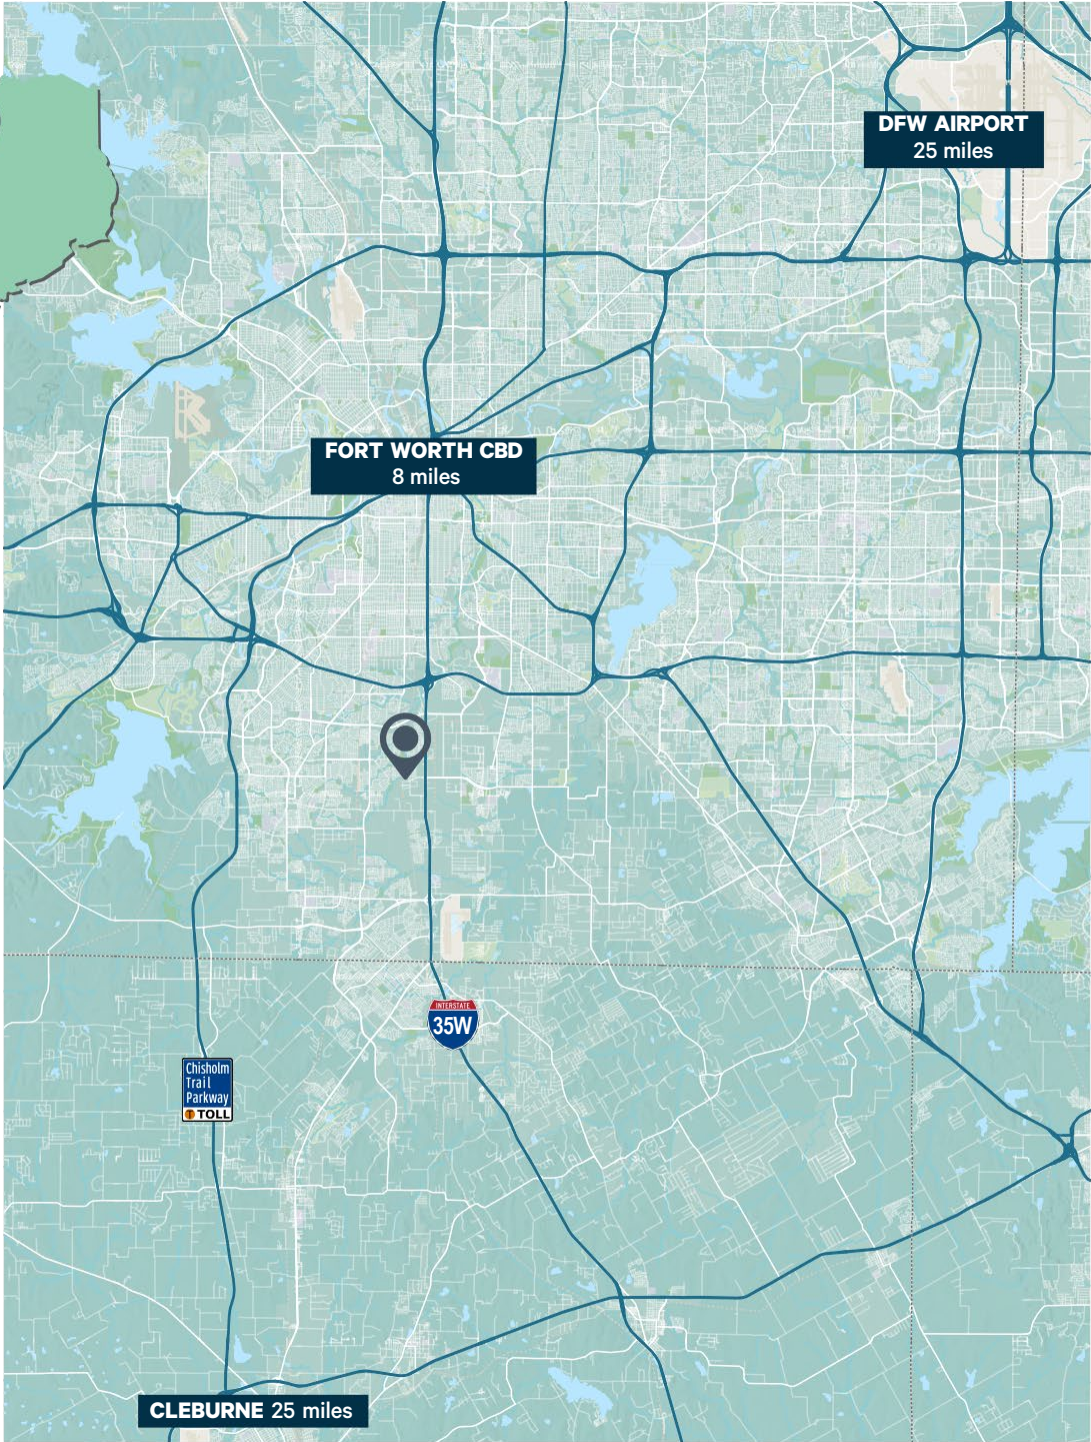 DFW AIRPORT
25 miles
FORT WORTH CBD
8 miles
INTERSTATE
35W
Chisholm
Trail
Parkway
T TOLL
CLEBURNE 25 miles